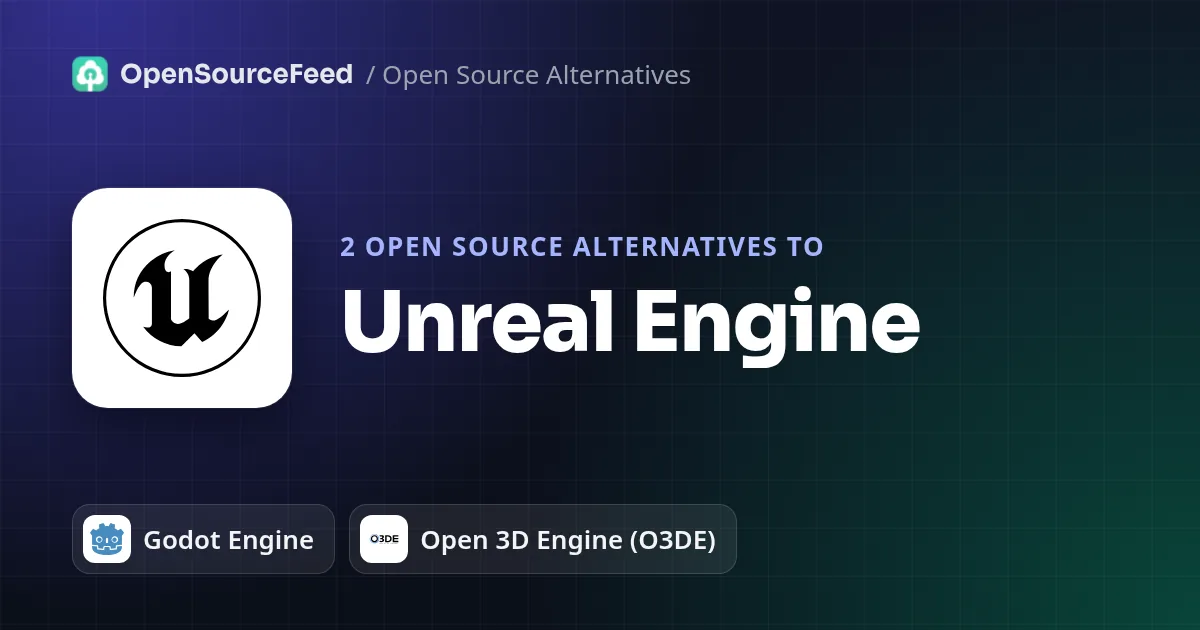 OpenSourceFeed / Open Source Alternatives
2 OPEN SOURCE ALTERNATIVES TO
Unreal Engine
Godot Engine
O3DE Open 3D Engine (O3DE)